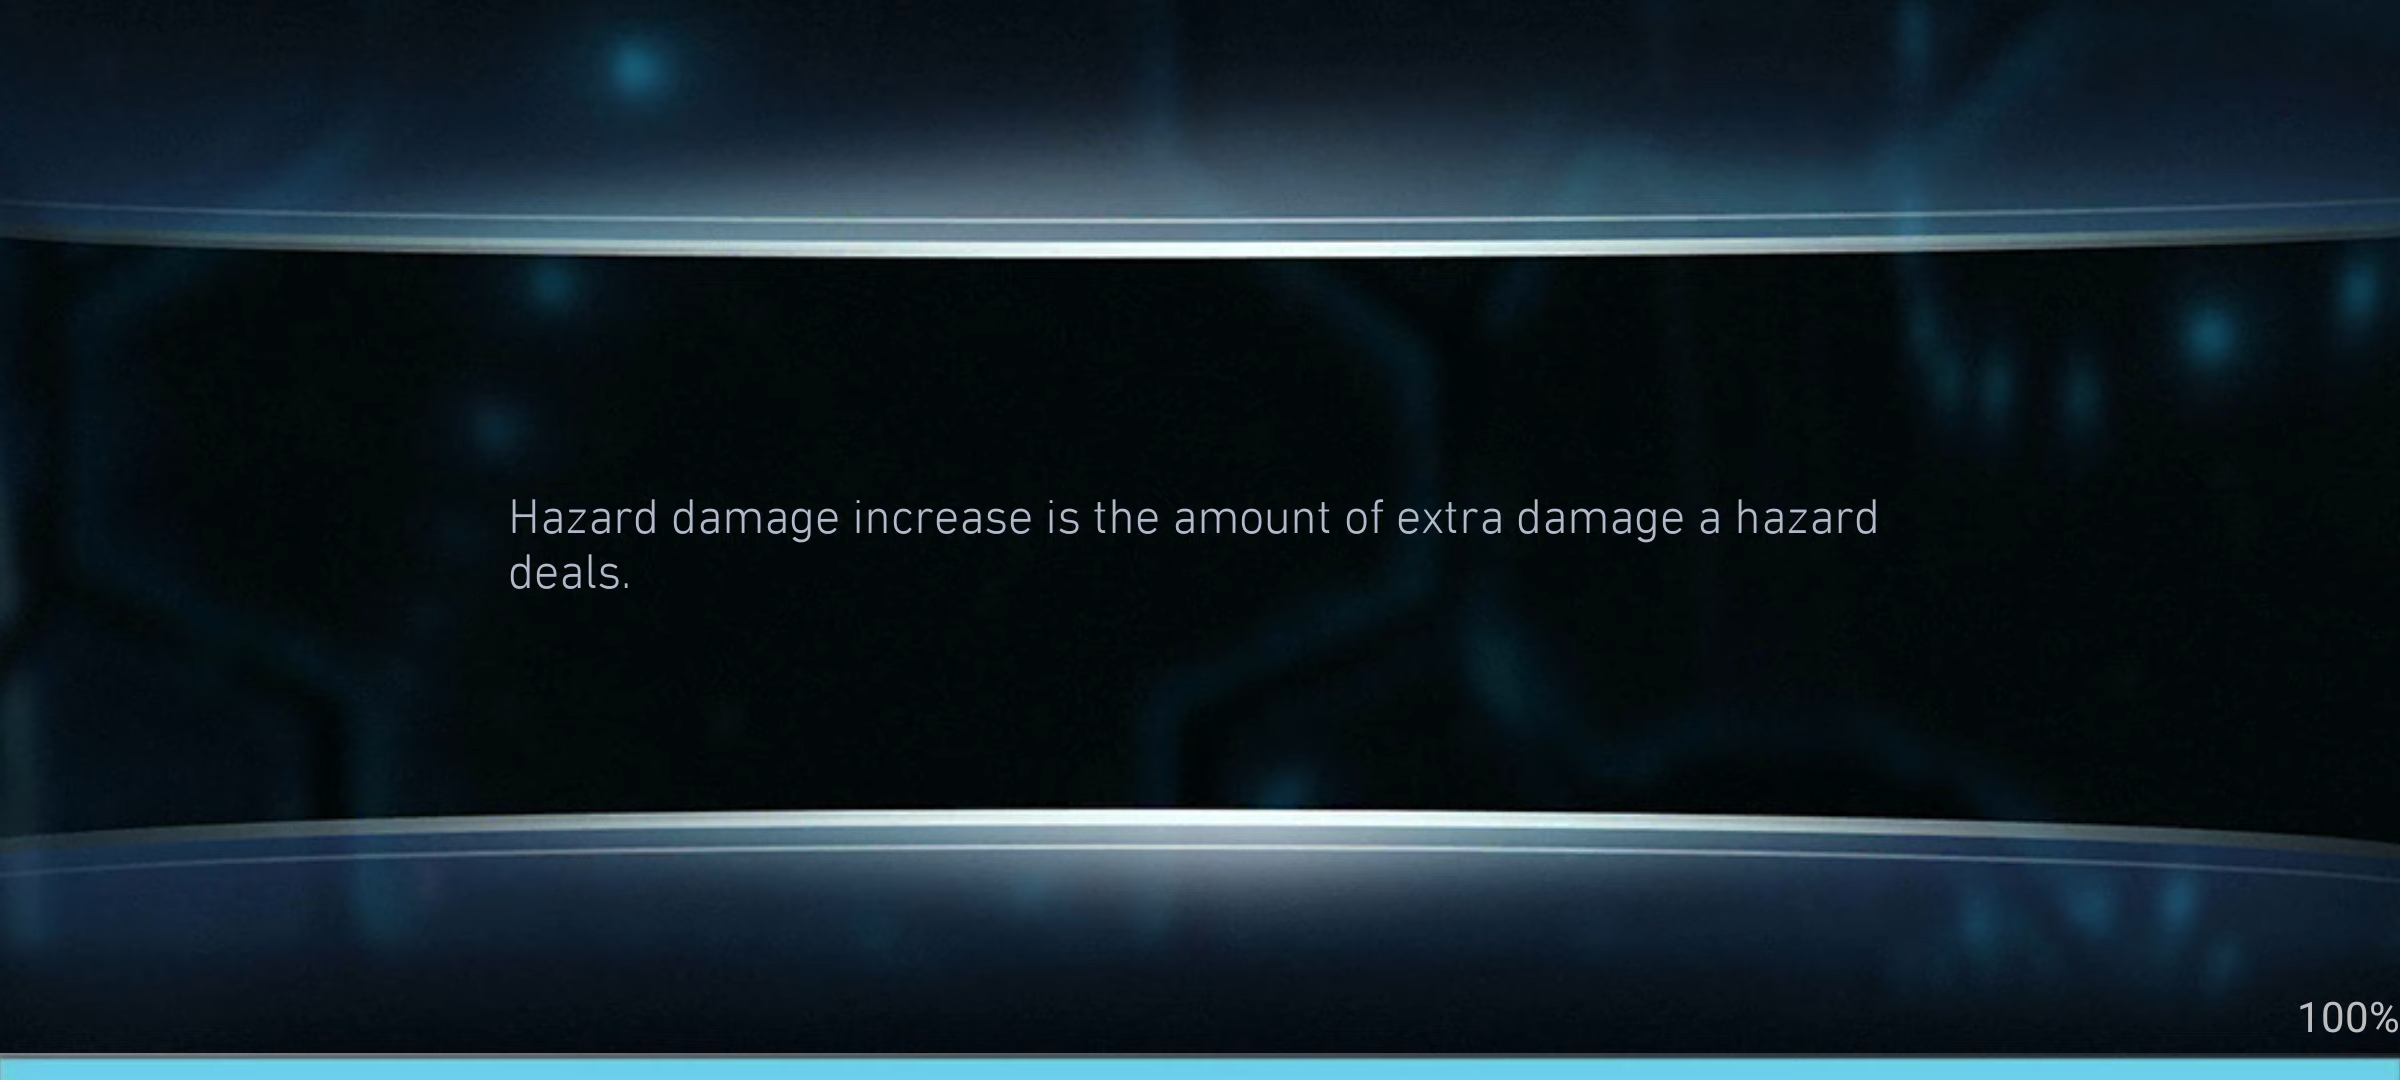 Hazard damage increase is the amount of extra damage a hazard
deals.
100%